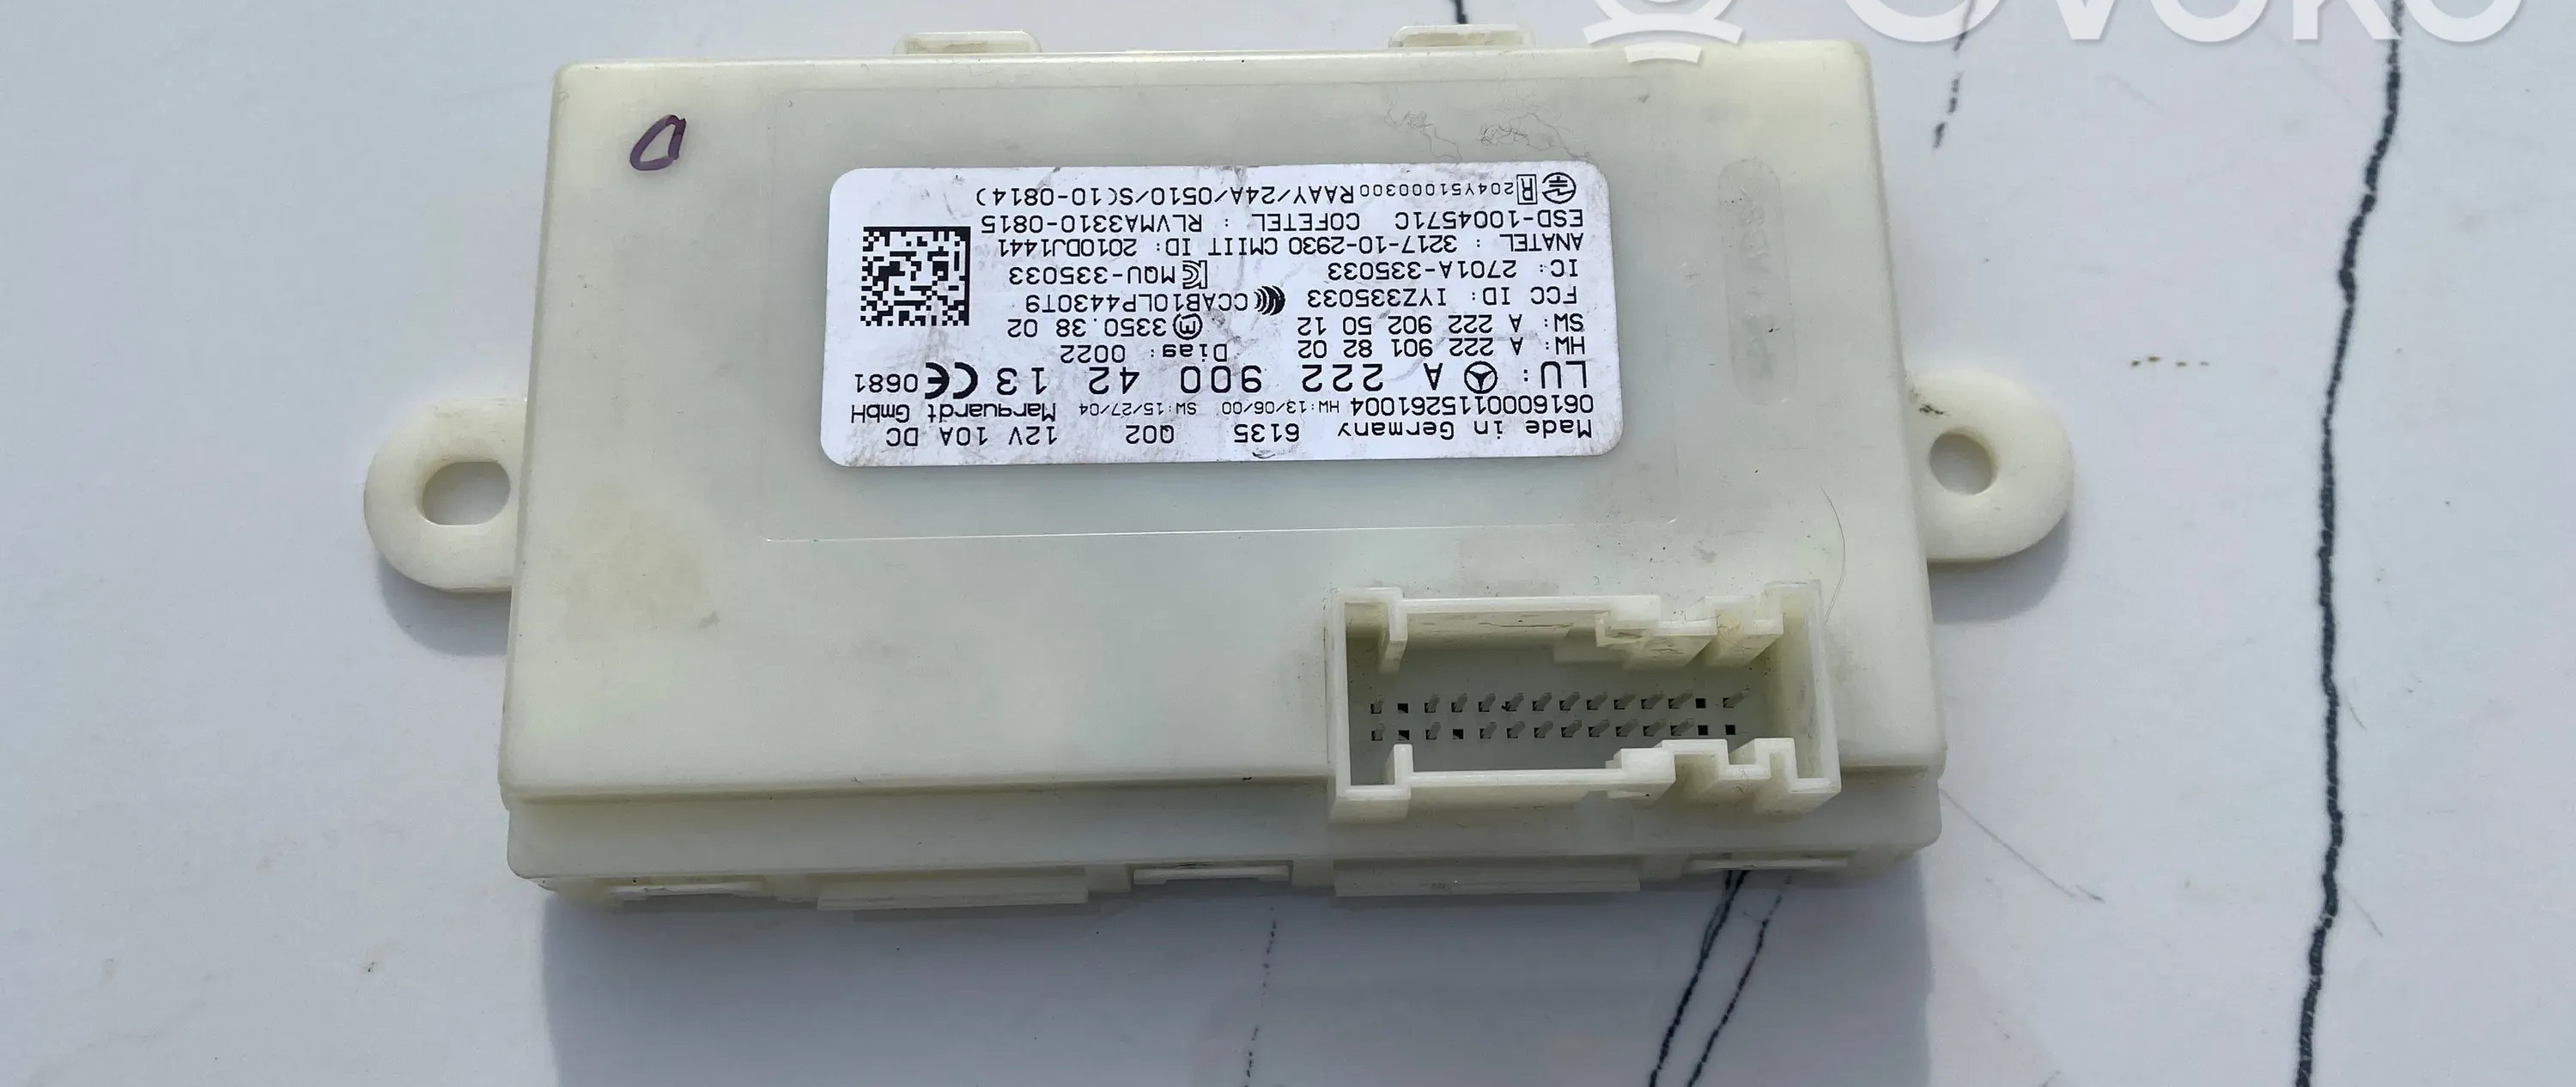 OVOKO
Made in Germany 6135 Q02 12V 10A DC
0616000115261004 HW:13/06/00 SW:15/27/04 Marquardt GmbH
LU: A 222 900 42 13 CE 0681
HW: A 222 901 82 02 Diag: 0022
SW: A 222 902 50 12 M 3350.38 02
FCC ID: IYZ335033 CCAB10LP4430T9
IC: 2701A-335033 MQU-335033
ANATEL : 3217-10-2930 CMIIT ID: 2010DJ1441
ESD-1004571C COFETEL : RLVMA3310-0815
R 204Y51000300 RAAY/24A/0510/S(10-0814)